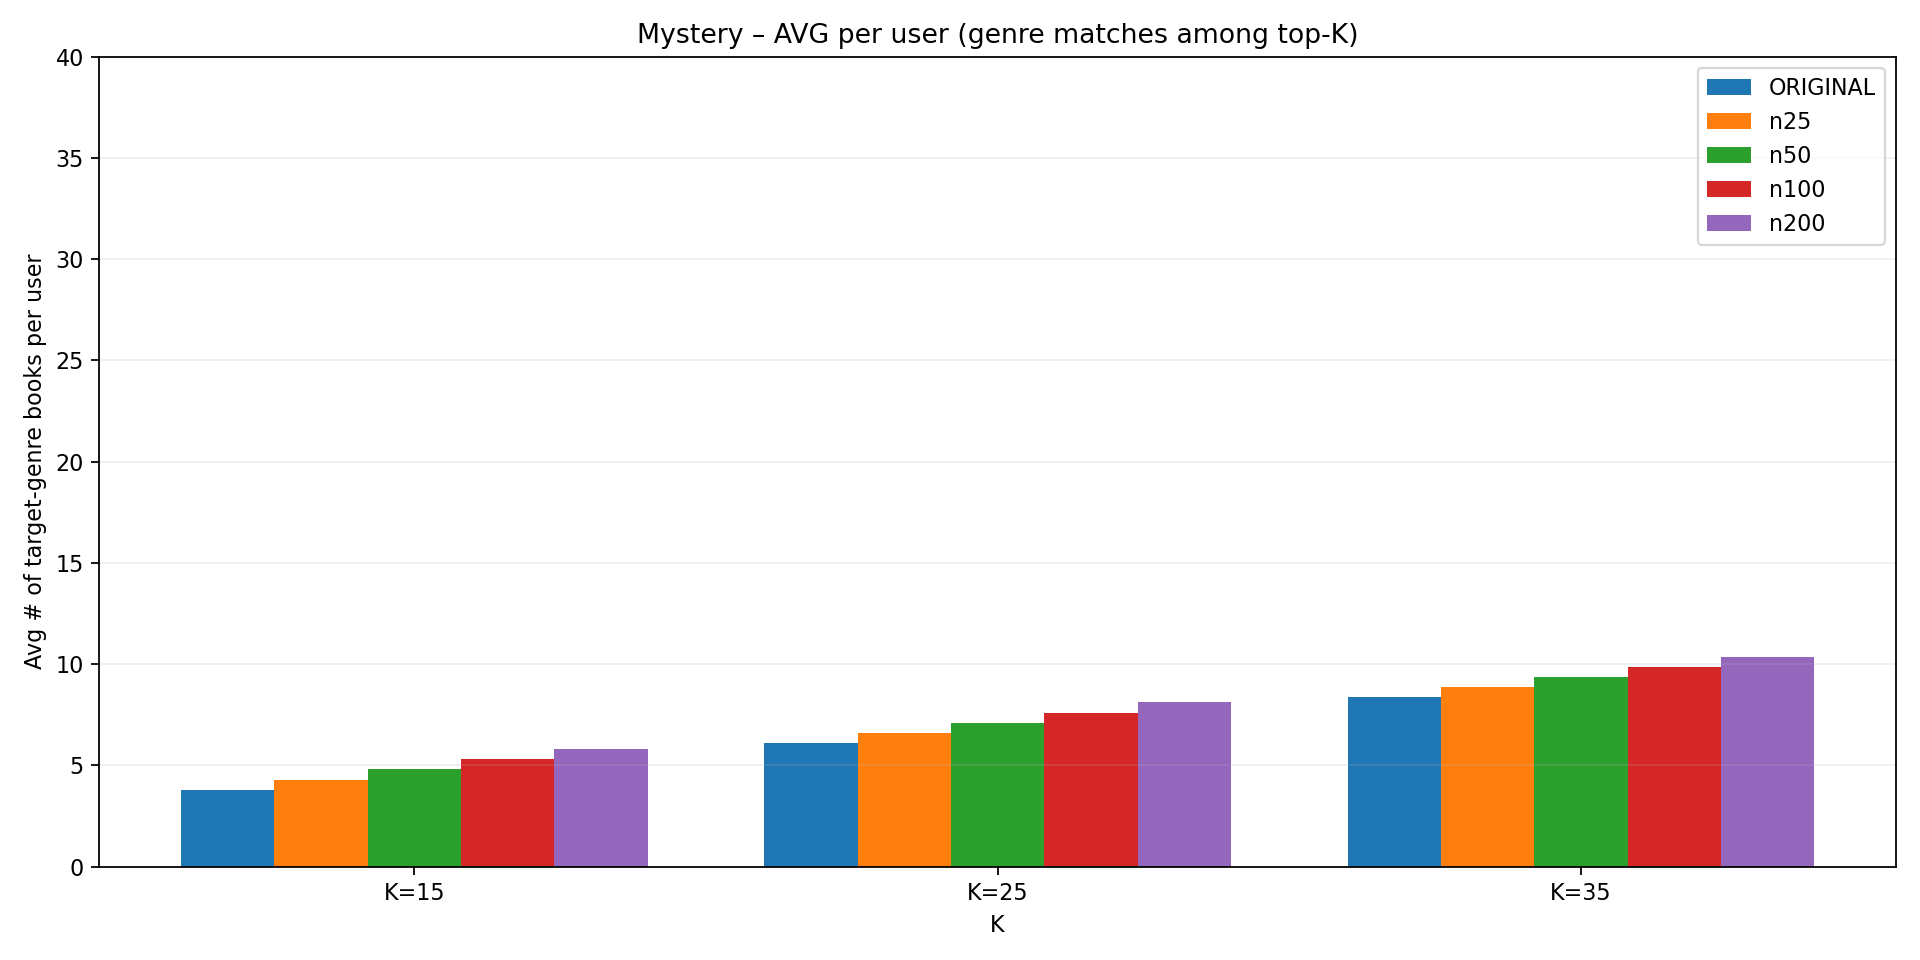 Mystery – AVG per user (genre matches among top-K)
40
35
30
25
20
15
10
5
0
Avg # of target-genre books per user
ORIGINAL
n25
n50
n100
n200
K=15
K=25
K=35
K